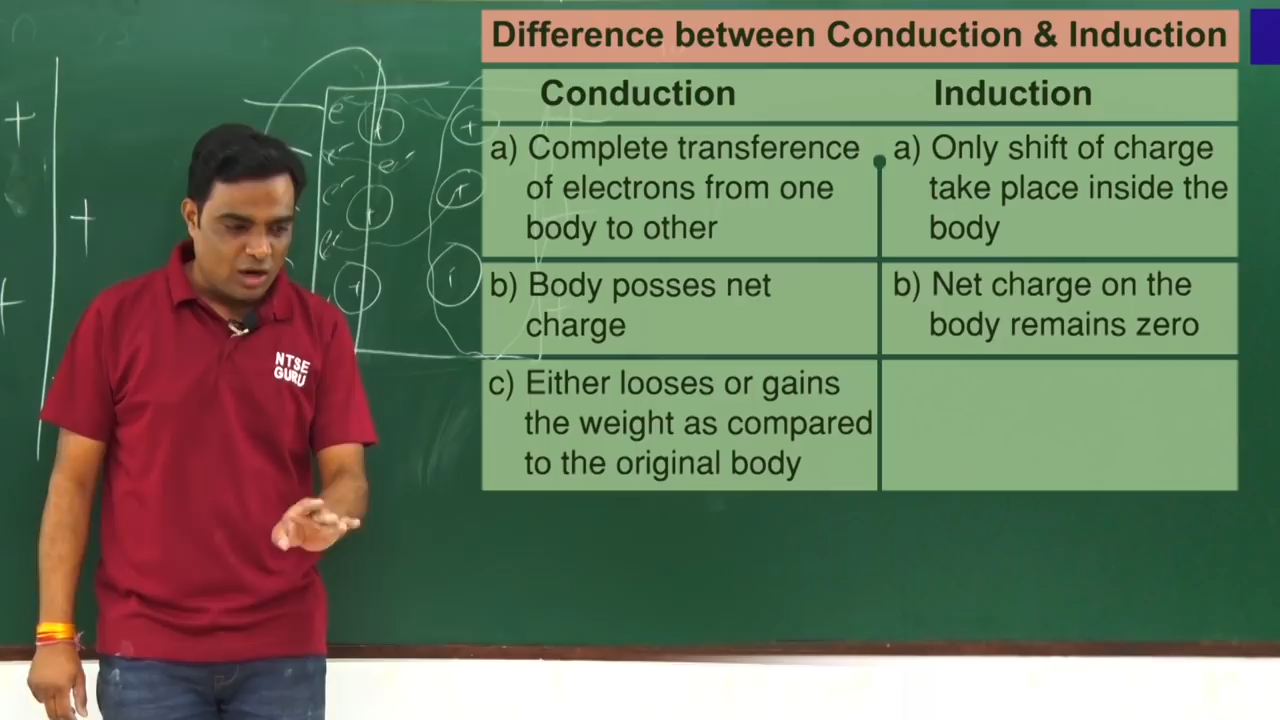 Difference between Conduction & Induction
Conduction
Induction
a) Complete transference
of electrons from one
body to other
a) Only shift of charge
take place inside the
body
b) Body posses net
charge
b) Net charge on the
body remains zero
c) Either looses or gains
the weight as compared
to the original body
NTSE
GURU
+
+
+
e⁻
e⁻
e⁻
+
+
+
+